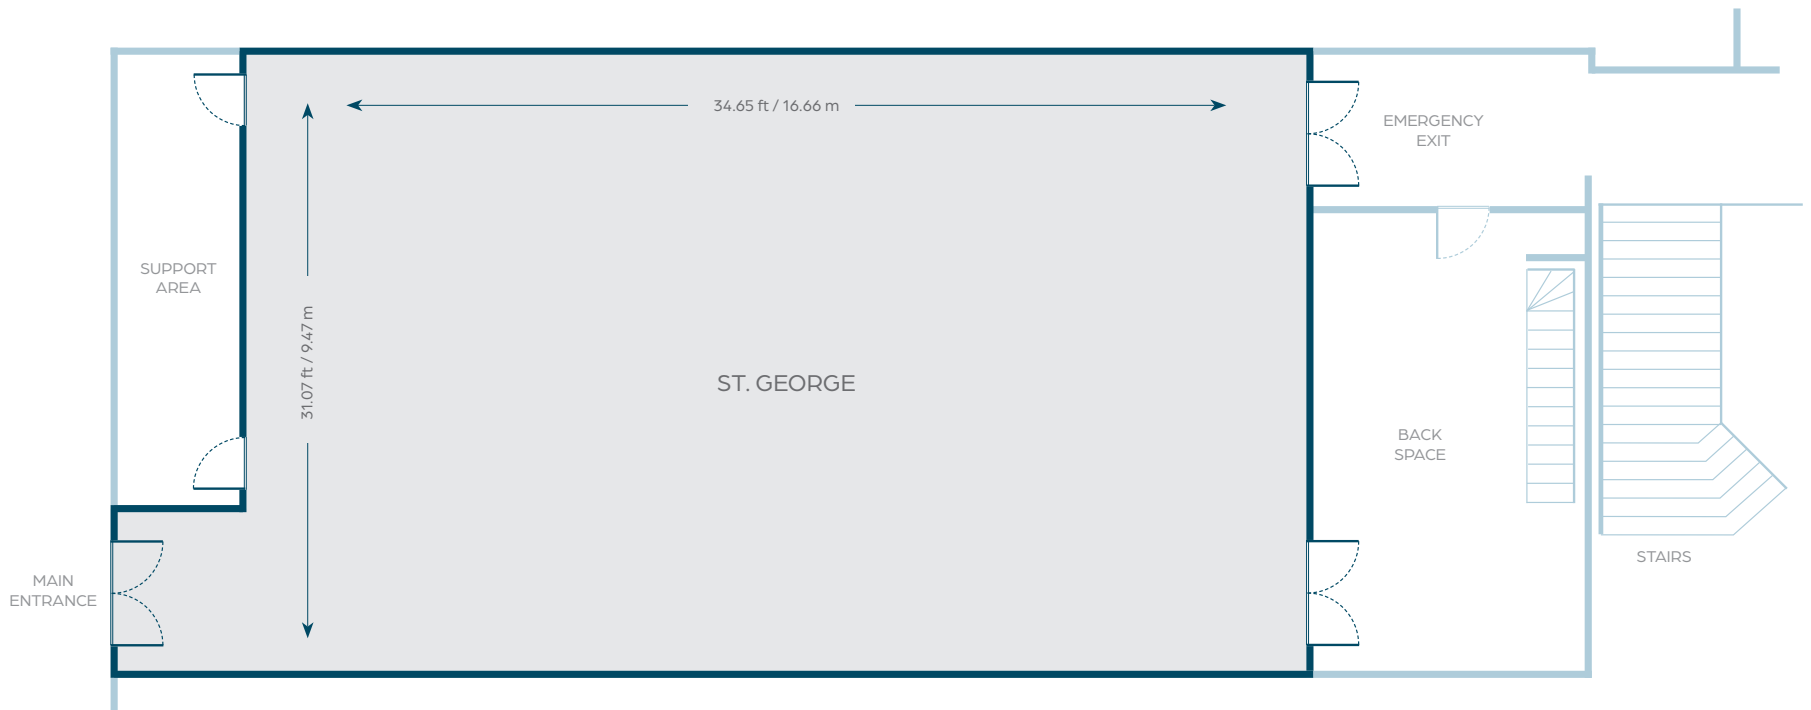 34.65 ft / 16.66 m
EMERGENCY
EXIT
SUPPORT
AREA
31.07 ft / 9.47 m
ST. GEORGE
BACK
SPACE
STAIRS
MAIN
ENTRANCE